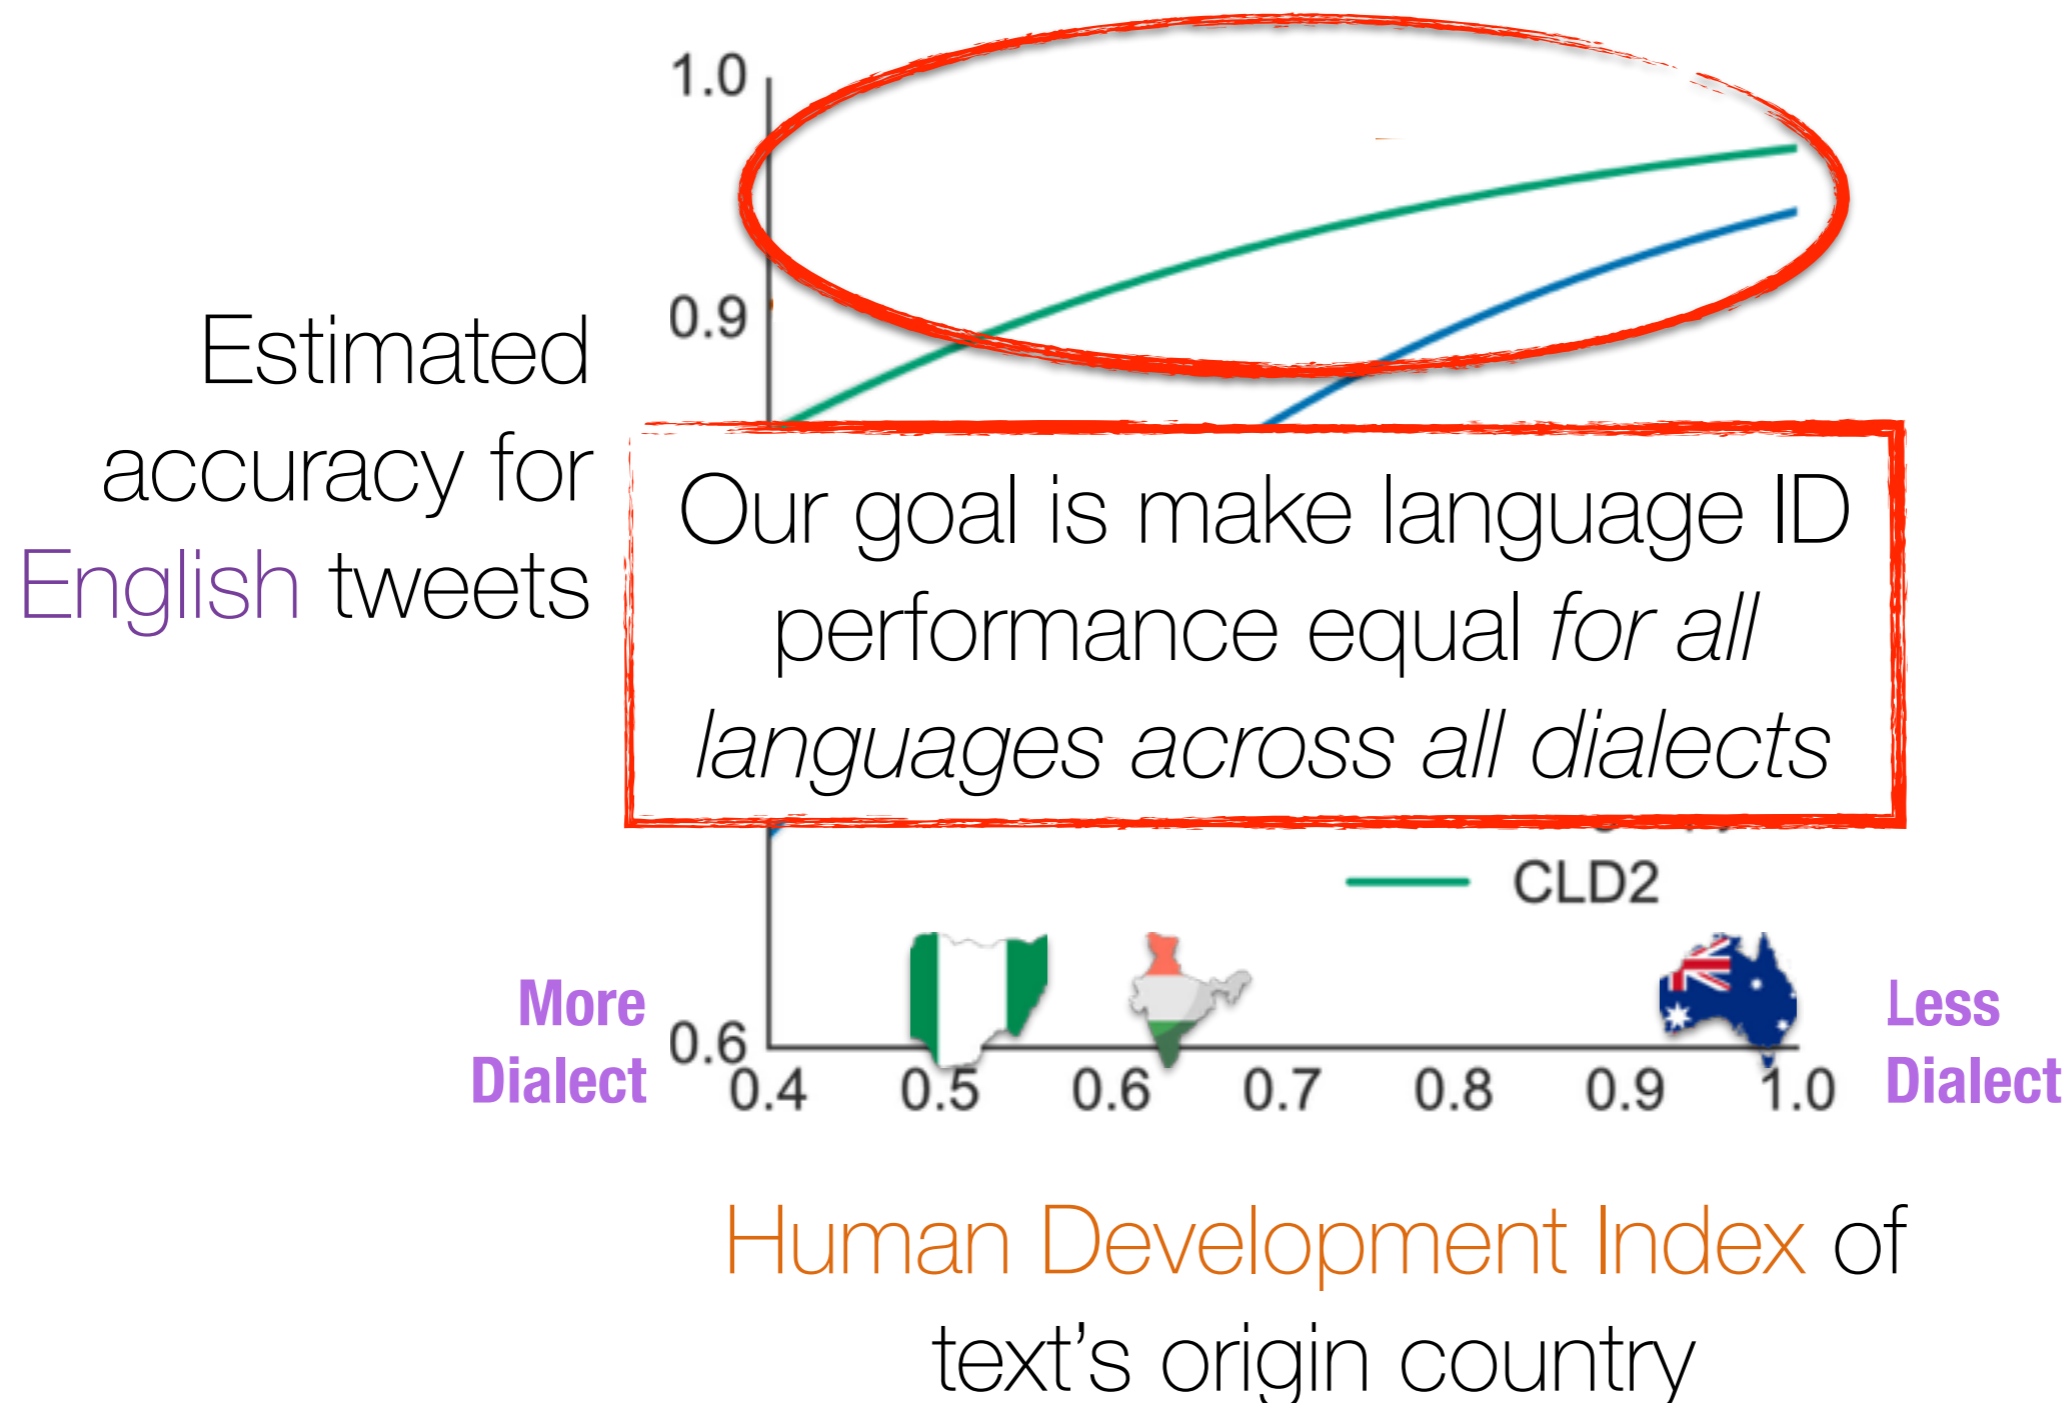 1.0
0.9
Estimated
accuracy for
English tweets
Our goal is make language ID
performance equal for all
languages across all dialects
CLD2
More
Dialect
Less
Dialect
0.6
0.4 0.5 0.6 0.7 0.8 0.9 1.0
Human Development Index of
text’s origin country